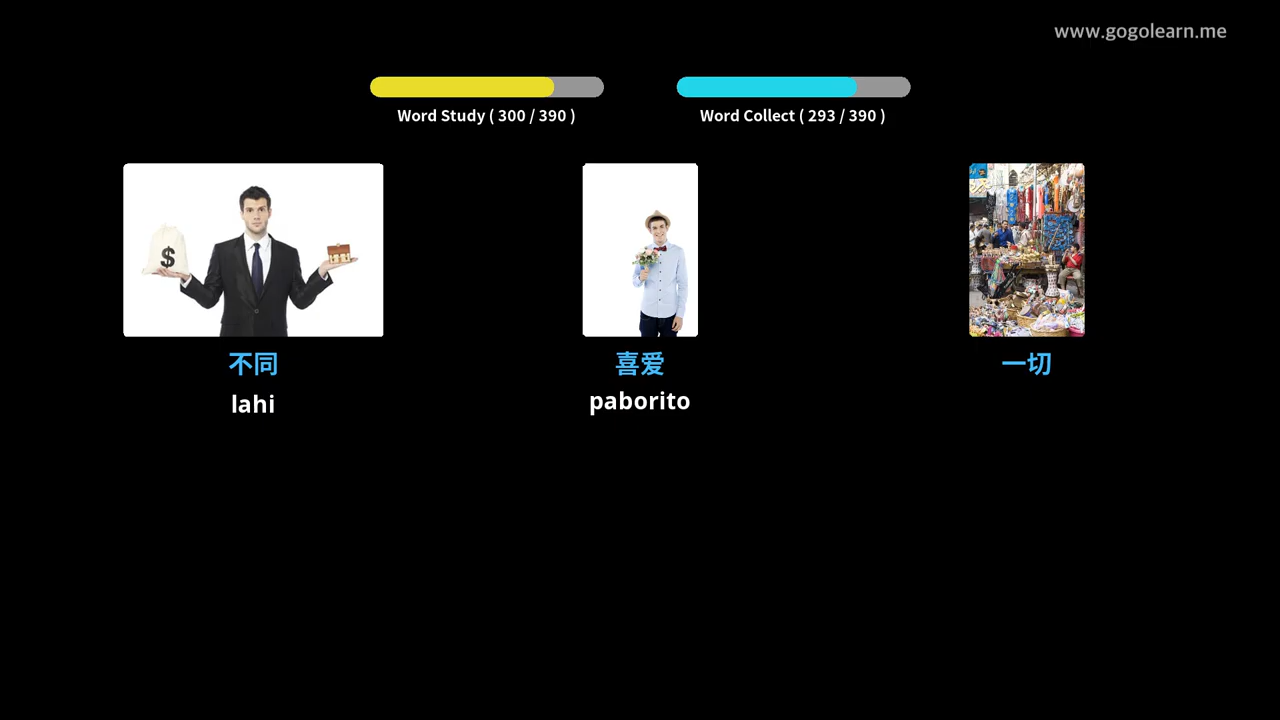 www.gogolearn.me
Word Study ( 300 / 390 )
Word Collect ( 293 / 390 )
$
不同
喜爱
一切
lahi
paborito